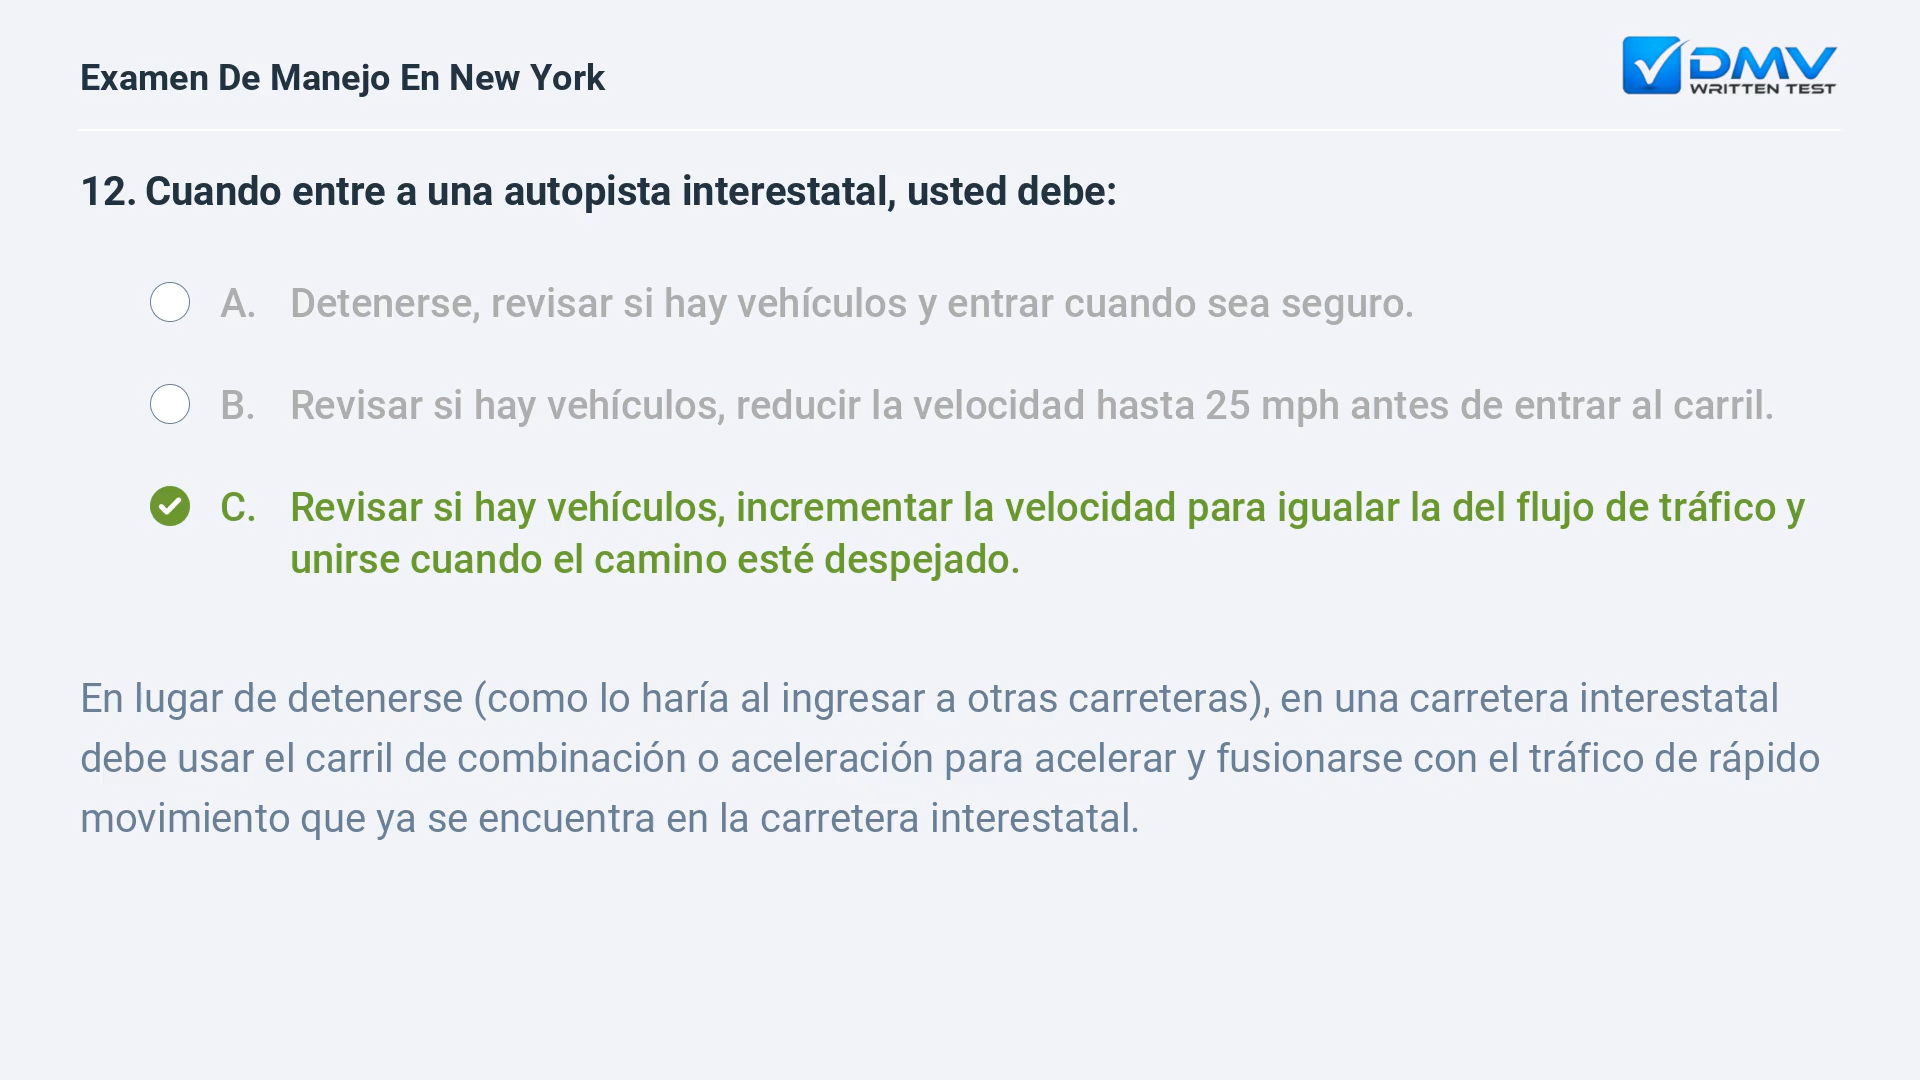 Examen De Manejo En New York
DMV
WRITTEN TEST
12. Cuando entre a una autopista interestatal, usted debe:
A. Detenerse, revisar si hay vehículos y entrar cuando sea seguro.
B. Revisar si hay vehículos, reducir la velocidad hasta 25 mph antes de entrar al carril.
C. Revisar si hay vehículos, incrementar la velocidad para igualar la del flujo de tráfico y
unirse cuando el camino esté despejado.
En lugar de detenerse (como lo haría al ingresar a otras carreteras), en una carretera interestatal
debe usar el carril de combinación o aceleración para acelerar y fusionarse con el tráfico de rápido
movimiento que ya se encuentra en la carretera interestatal.